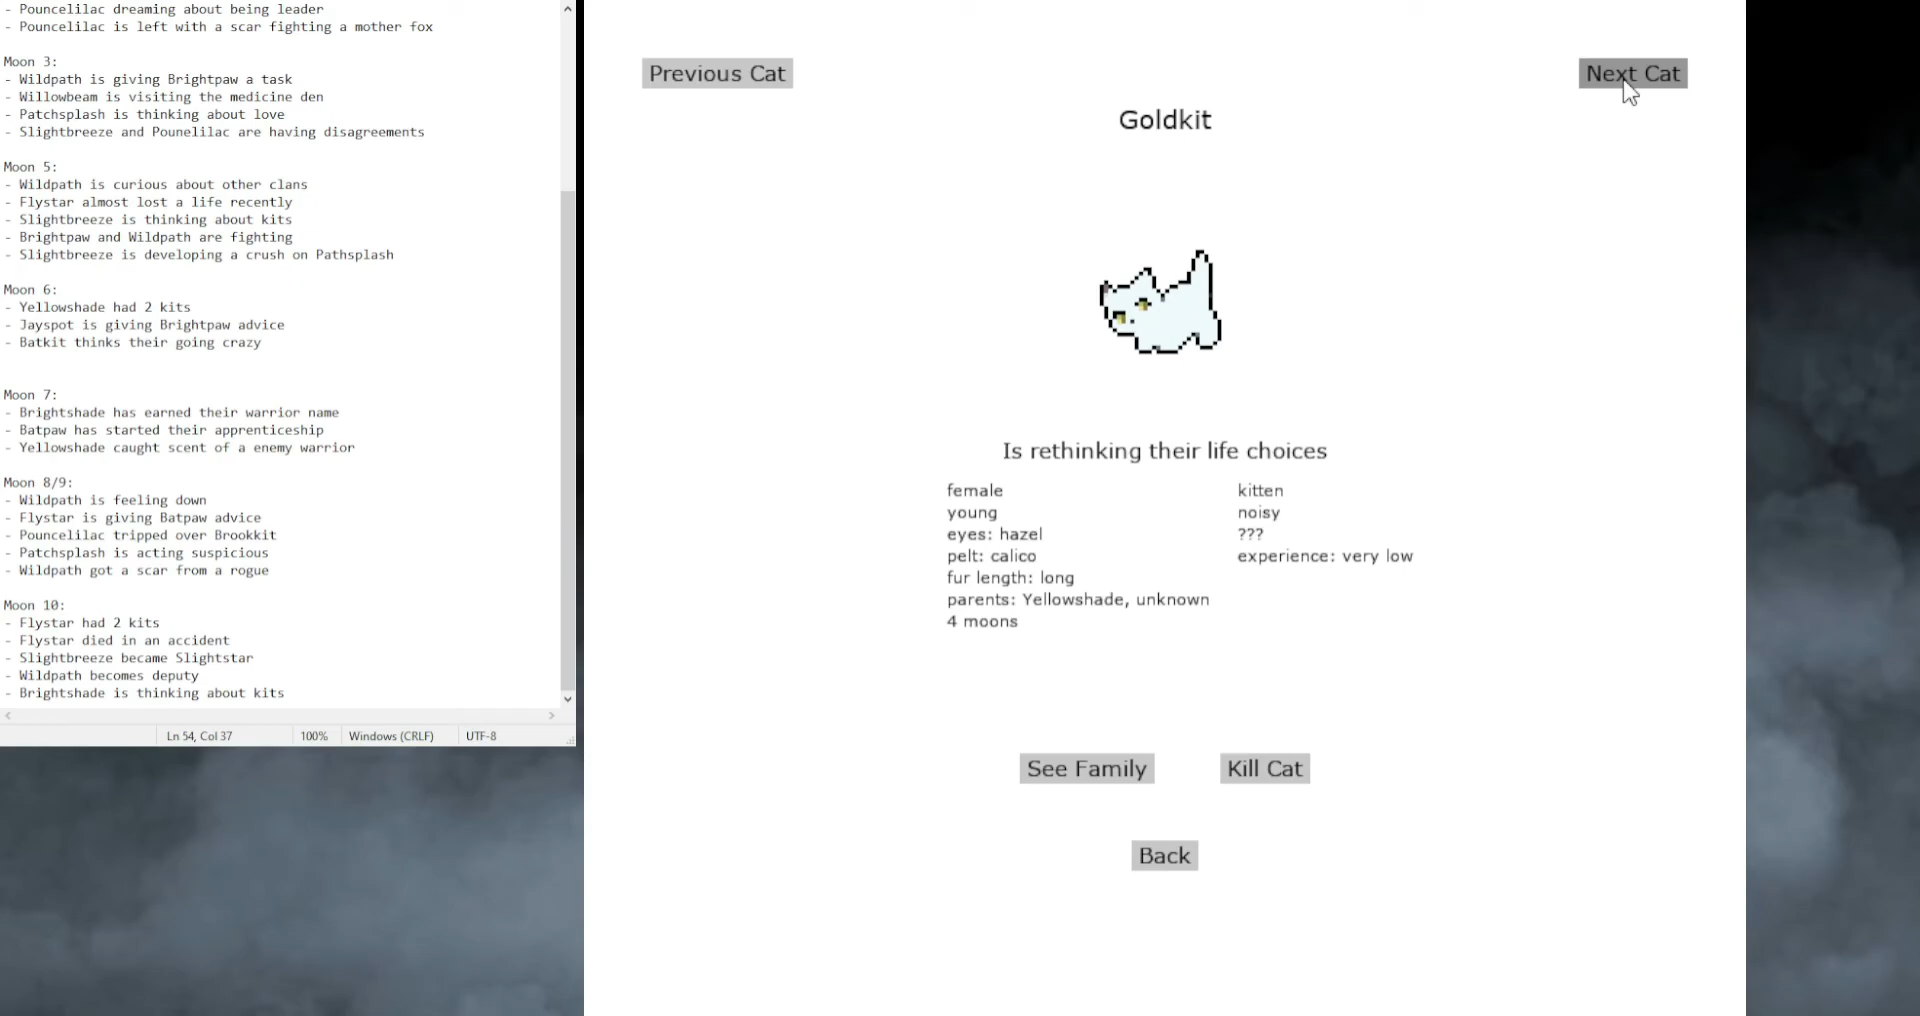 - Pouncelilac dreaming about being leader
- Pouncelilac is left with a scar fighting a mother fox
Moon 3:
- Wildpath is giving Brightpaw a task
- Willowbeam is visiting the medicine den
- Patchsplash is thinking about love
- Slightbreeze and Pounelilac are having disagreements
Moon 5:
- Wildpath is curious about other clans
- Flystar almost lost a life recently
- Slightbreeze is thinking about kits
- Brightpaw and Wildpath are fighting
- Slightbreeze is developing a crush on Pathsplash
Moon 6:
- Yellowshade had 2 kits
- Jayspot is giving Brightpaw advice
- Batkit thinks their going crazy
Moon 7:
- Brightshade has earned their warrior name
- Batpaw has started their apprenticeship
- Yellowshade caught scent of a enemy warrior
Moon 8/9:
- Wildpath is feeling down
- Flystar is giving Batpaw advice
- Pouncelilac tripped over Brookkit
- Patchsplash is acting suspicious
- Wildpath got a scar from a rogue
Moon 10:
- Flystar had 2 kits
- Flystar died in an accident
- Slightbreeze became Slightstar
- Wildpath becomes deputy
- Brightshade is thinking about kits
Ln 54, Col 37 100% Windows (CRLF) UTF-8
Previous Cat
Next Cat
Goldkit
Is rethinking their life choices
female
young
eyes: hazel
pelt: calico
fur length: long
parents: Yellowshade, unknown
4 moons
kitten
noisy
???
experience: very low
See Family
Kill Cat
Back